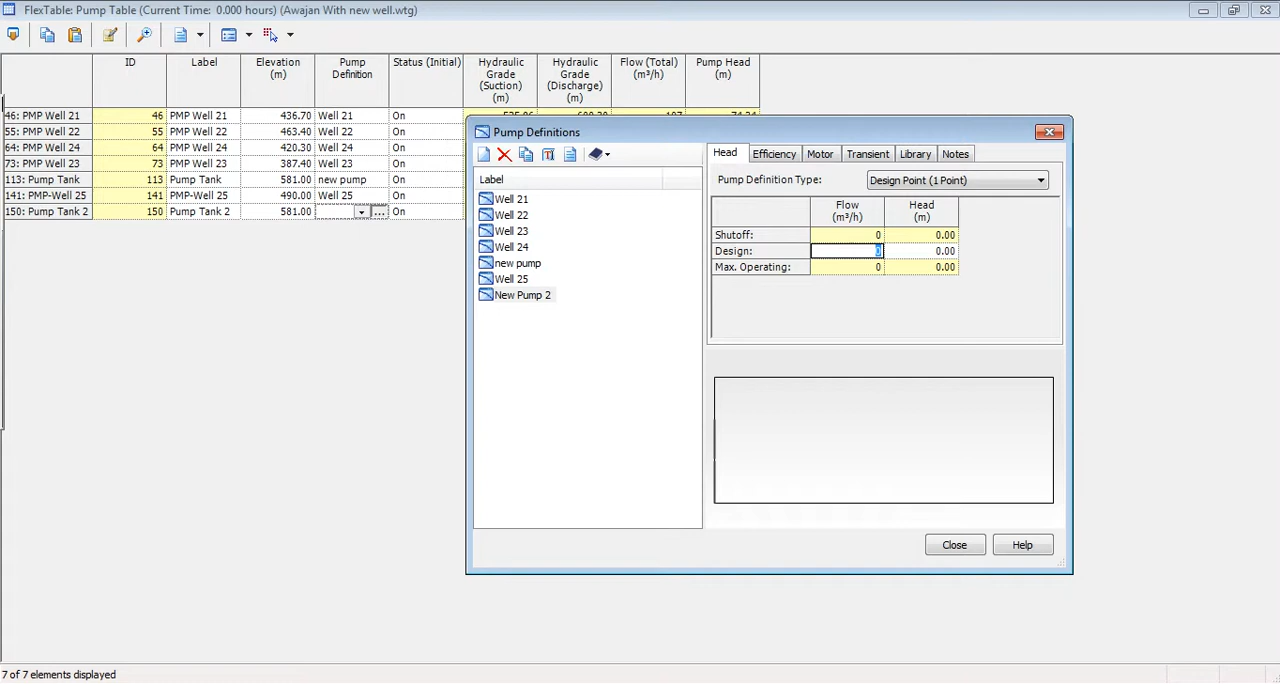 FlexTable: Pump Table (Current Time: 0.000 hours) (Awajan With new well.wtg)
ID Label Elevation (m) Pump Definition Status (Initial) Hydraulic Grade (Suction) (m) Hydraulic Grade (Discharge) (m) Flow (Total) (m³/h) Pump Head (m)
46: PMP Well 21 46 PMP Well 21 436.70 Well 21 On
55: PMP Well 22 55 PMP Well 22 463.40 Well 22 On
64: PMP Well 24 64 PMP Well 24 420.30 Well 24 On
73: PMP Well 23 73 PMP Well 23 387.40 Well 23 On
113: Pump Tank 113 Pump Tank 581.00 new pump On
141: PMP-Well 25 141 PMP-Well 25 490.00 Well 25 On
150: Pump Tank 2 150 Pump Tank 2 581.00 ... On
Pump Definitions
Label
Well 21
Well 22
Well 23
Well 24
new pump
Well 25
New Pump 2
Head Efficiency Motor Transient Library Notes
Pump Definition Type: Design Point (1 Point)
Flow (m³/h) Head (m)
Shutoff: 0 0.00
Design: 0 0.00
Max. Operating: 0 0.00
Close Help
7 of 7 elements displayed